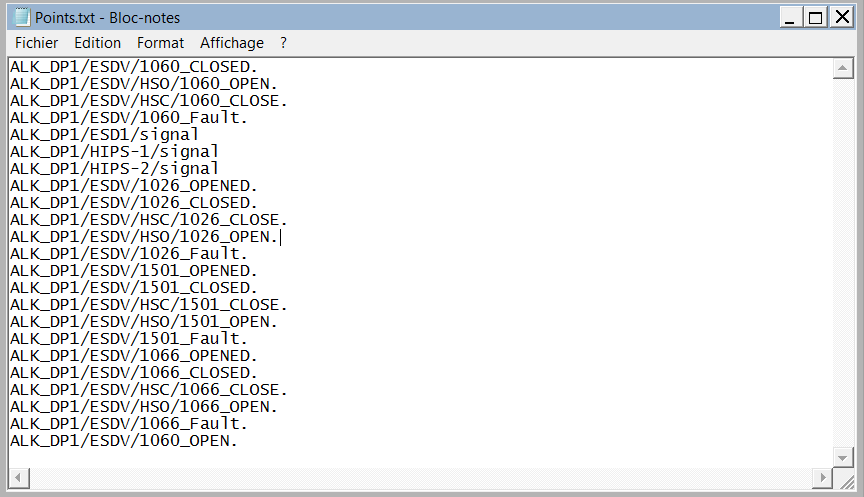 Points.txt - Bloc-notes
Fichier Edition Format Affichage ?
ALK_DP1/ESDV/1060_CLOSED.
ALK_DP1/ESDV/HSO/1060_OPEN.
ALK_DP1/ESDV/HSC/1060_CLOSE.
ALK_DP1/ESDV/1060_Fault.
ALK_DP1/ESD1/signal
ALK_DP1/HIPS-1/signal
ALK_DP1/HIPS-2/signal
ALK_DP1/ESDV/1026_OPENED.
ALK_DP1/ESDV/1026_CLOSED.
ALK_DP1/ESDV/HSC/1026_CLOSE.
ALK_DP1/ESDV/HSO/1026_OPEN.
ALK_DP1/ESDV/1026_Fault.
ALK_DP1/ESDV/1501_OPENED.
ALK_DP1/ESDV/1501_CLOSED.
ALK_DP1/ESDV/HSC/1501_CLOSE.
ALK_DP1/ESDV/HSO/1501_OPEN.
ALK_DP1/ESDV/1501_Fault.
ALK_DP1/ESDV/1066_OPENED.
ALK_DP1/ESDV/1066_CLOSED.
ALK_DP1/ESDV/HSC/1066_CLOSE.
ALK_DP1/ESDV/HSO/1066_OPEN.
ALK_DP1/ESDV/1066_Fault.
ALK_DP1/ESDV/1060_OPEN.